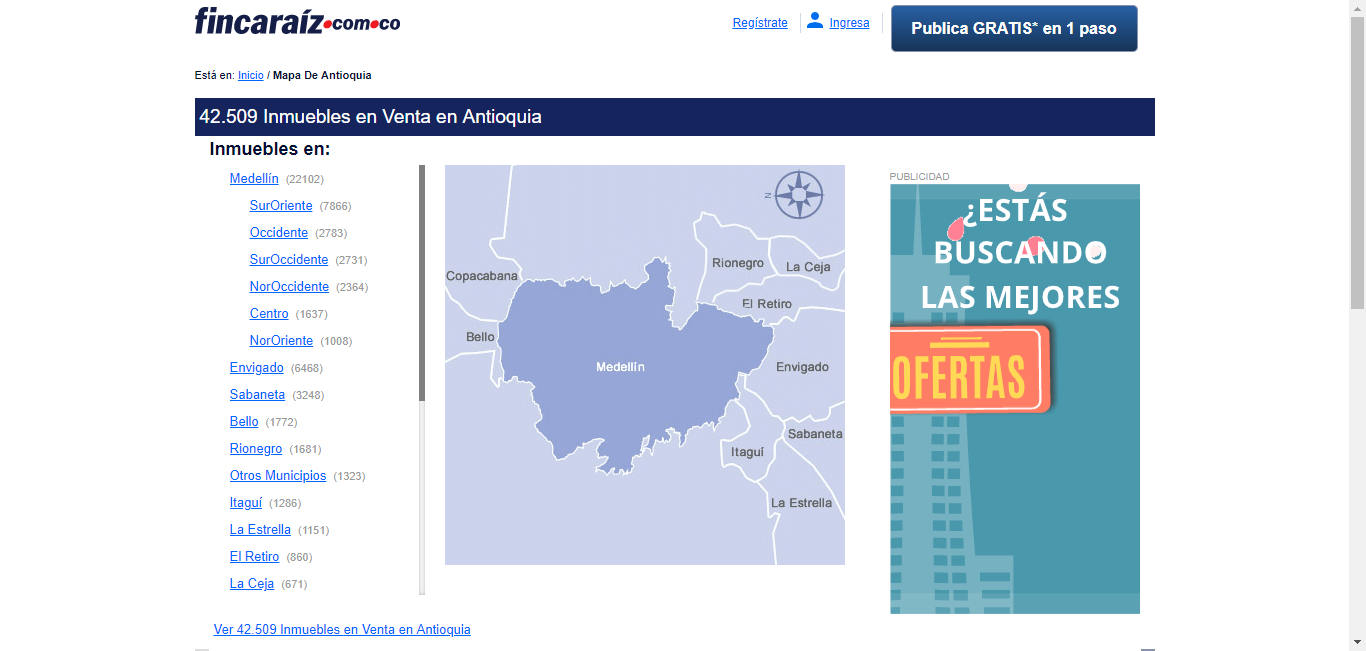 fincaraíz.com.co
Regístrate
Ingresa
Publica GRATIS* en 1 paso
Está en: Inicio / Mapa De Antioquia
42.509 Inmuebles en Venta en Antioquia
Inmuebles en:
Medellín (22102)
SurOriente (7866)
Occidente (2783)
SurOccidente (2731)
NorOccidente (2364)
Centro (1637)
NorOriente (1008)
Envigado (6468)
Sabaneta (3248)
Bello (1772)
Rionegro (1681)
Otros Municipios (1323)
Itaguí (1286)
La Estrella (1151)
El Retiro (860)
La Ceja (671)
Ver 42.509 Inmuebles en Venta en Antioquia
N
Rionegro
La Ceja
Copacabana
El Retiro
Bello
Medellín
Envigado
Sabaneta
Itaguí
La Estrella
PUBLICIDAD
¿ESTÁS
BUSCANDO
LAS MEJORES
OFERTAS